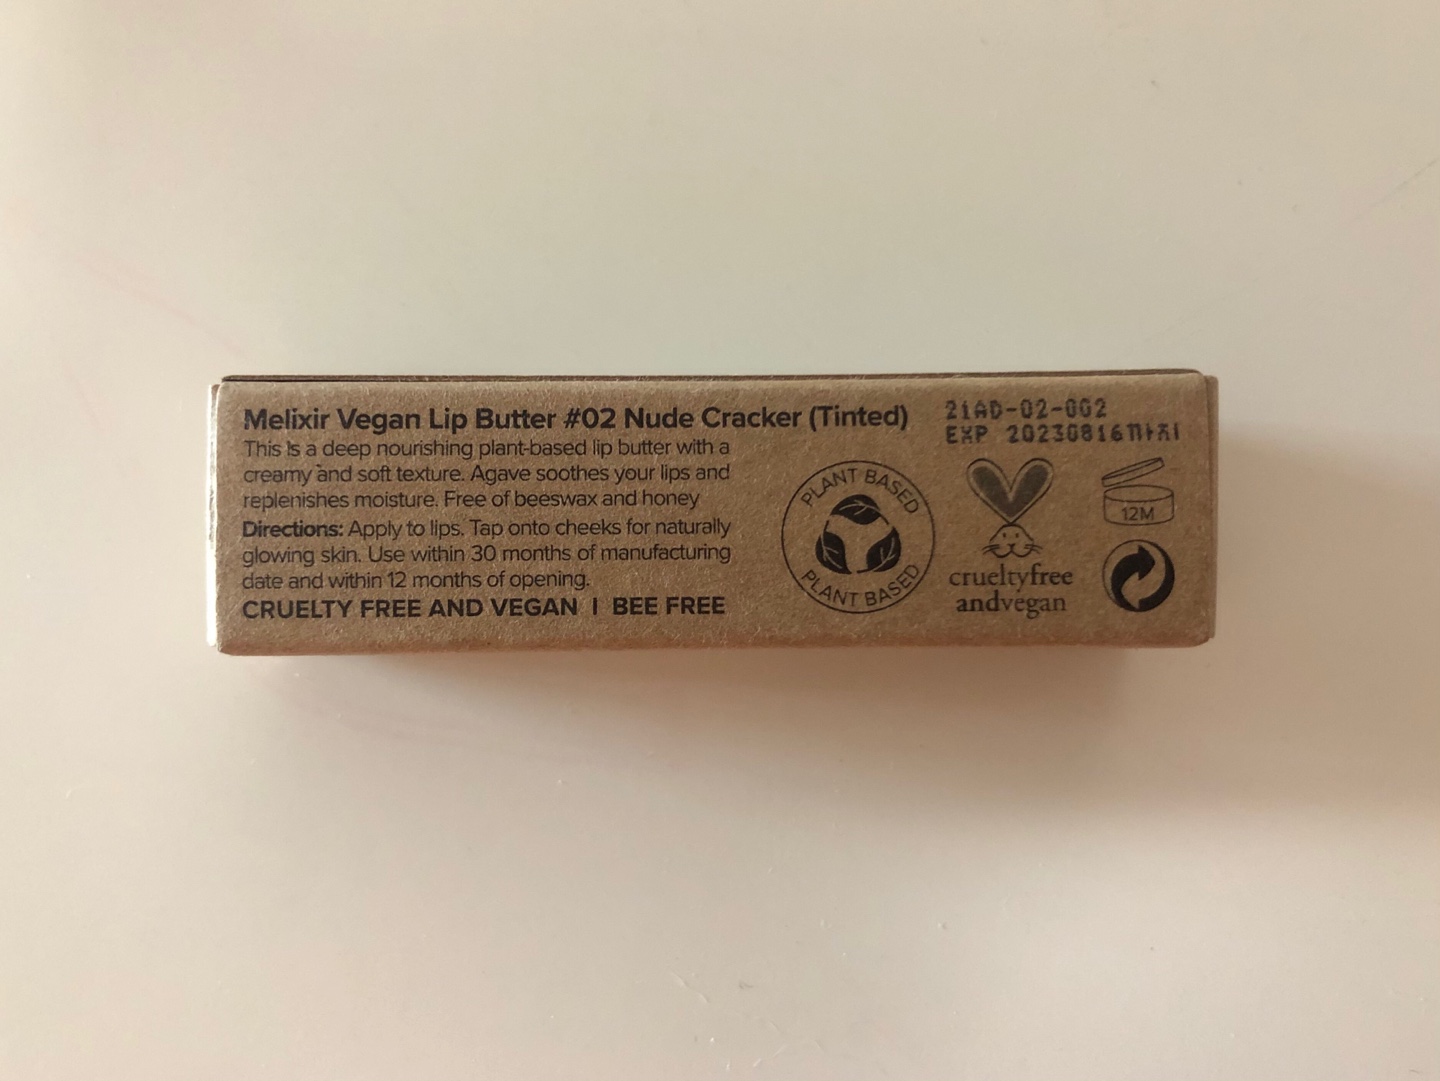 Melixir Vegan Lip Butter #02 Nude Cracker (Tinted)
This is a deep nourishing plant-based lip butter with a
creamy and soft texture. Agave soothes your lips and
replenishes moisture. Free of beeswax and honey
Directions: Apply to lips. Tap onto cheeks for naturally
glowing skin. Use within 30 months of manufacturing
date and within 12 months of opening.
CRUELTY FREE AND VEGAN I BEE FREE
PLANT BASED
PLANT BASED
21AD-02-002
EXP 20230816까지
crueltyfree
andvegan
12M